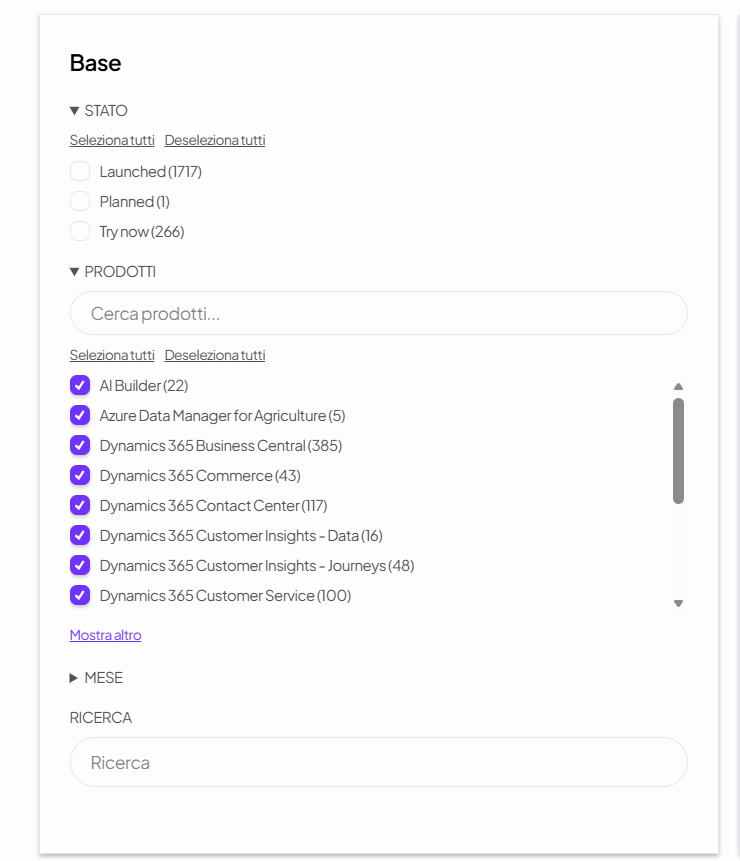 Base
STATO
Seleziona tutti Deseleziona tutti
Launched (1717)
Planned (1)
Try now (266)
PRODOTTI
Cerca prodotti...
Seleziona tutti Deseleziona tutti
AI Builder (22)
Azure Data Manager for Agriculture (5)
Dynamics 365 Business Central (385)
Dynamics 365 Commerce (43)
Dynamics 365 Contact Center (117)
Dynamics 365 Customer Insights - Data (16)
Dynamics 365 Customer Insights - Journeys (48)
Dynamics 365 Customer Service (100)
Mostra altro
MESE
RICERCA
Ricerca